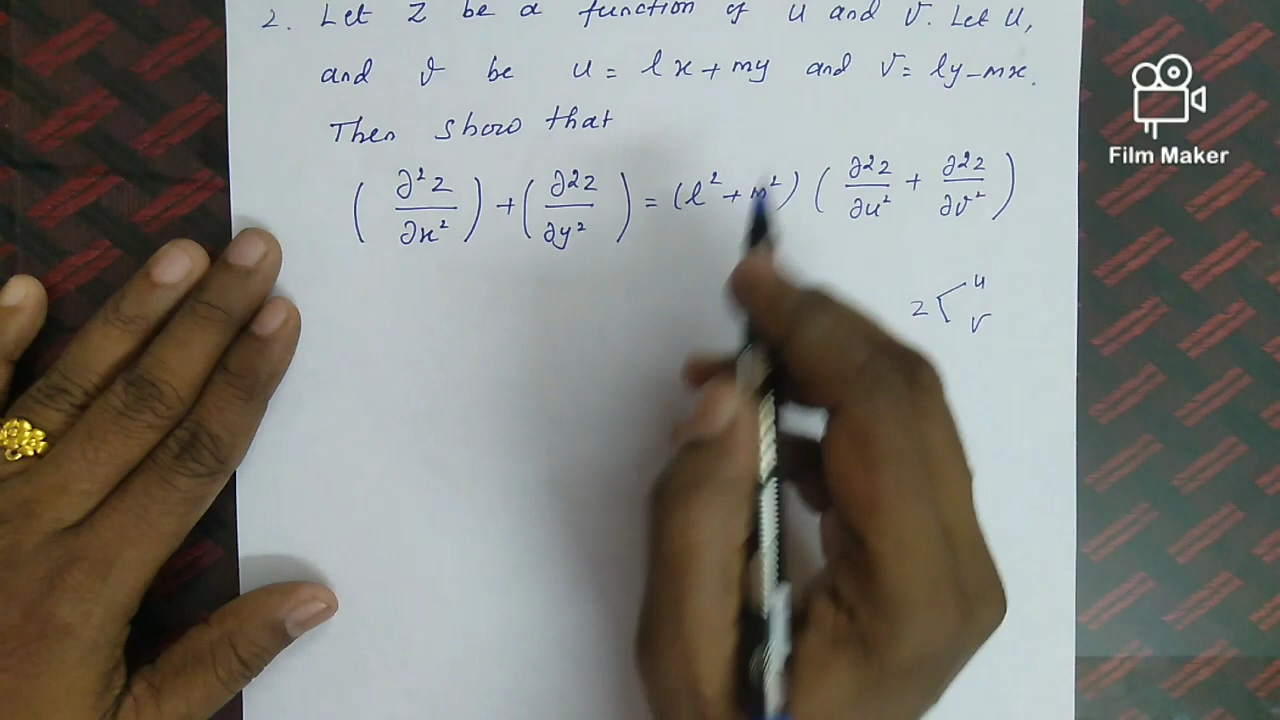 2. Let Z be a function of u and v. Let u,
and v be u = lx + my and v = ly - mx.
Then show that
( ∂²z / ∂x² ) + ( ∂²z / ∂y² ) = (l² + m²) ( ∂²z / ∂u² + ∂²z / ∂v² )
z < u
v
Film Maker